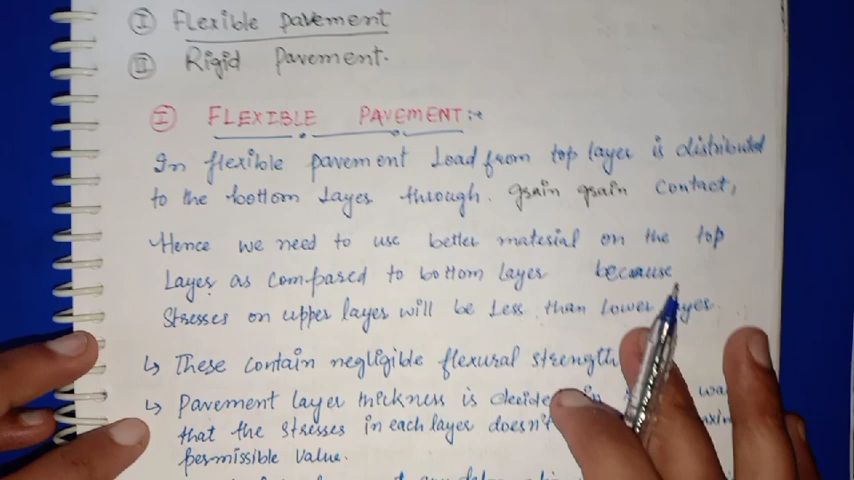 I Flexible pavement
II Rigid Pavement.
I FLEXIBLE PAVEMENT :-
In flexible pavement Load from top layer is distributed
to the bottom Layer through. grain grain Contact,
Hence we need to use better material on the top
Layer as compared to bottom layer because
Stresses on upper layer will be Less than lower
↳ These contain negligible flexural strength
↳ Pavement layer thickness is in
that the stresses in each layer doesn't
permissible value.